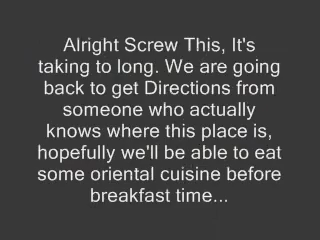 Alright Screw This, It's
taking to long. We are going
back to get Directions from
someone who actually
knows where this place is,
hopefully we'll be able to eat
some oriental cuisine before
breakfast time...